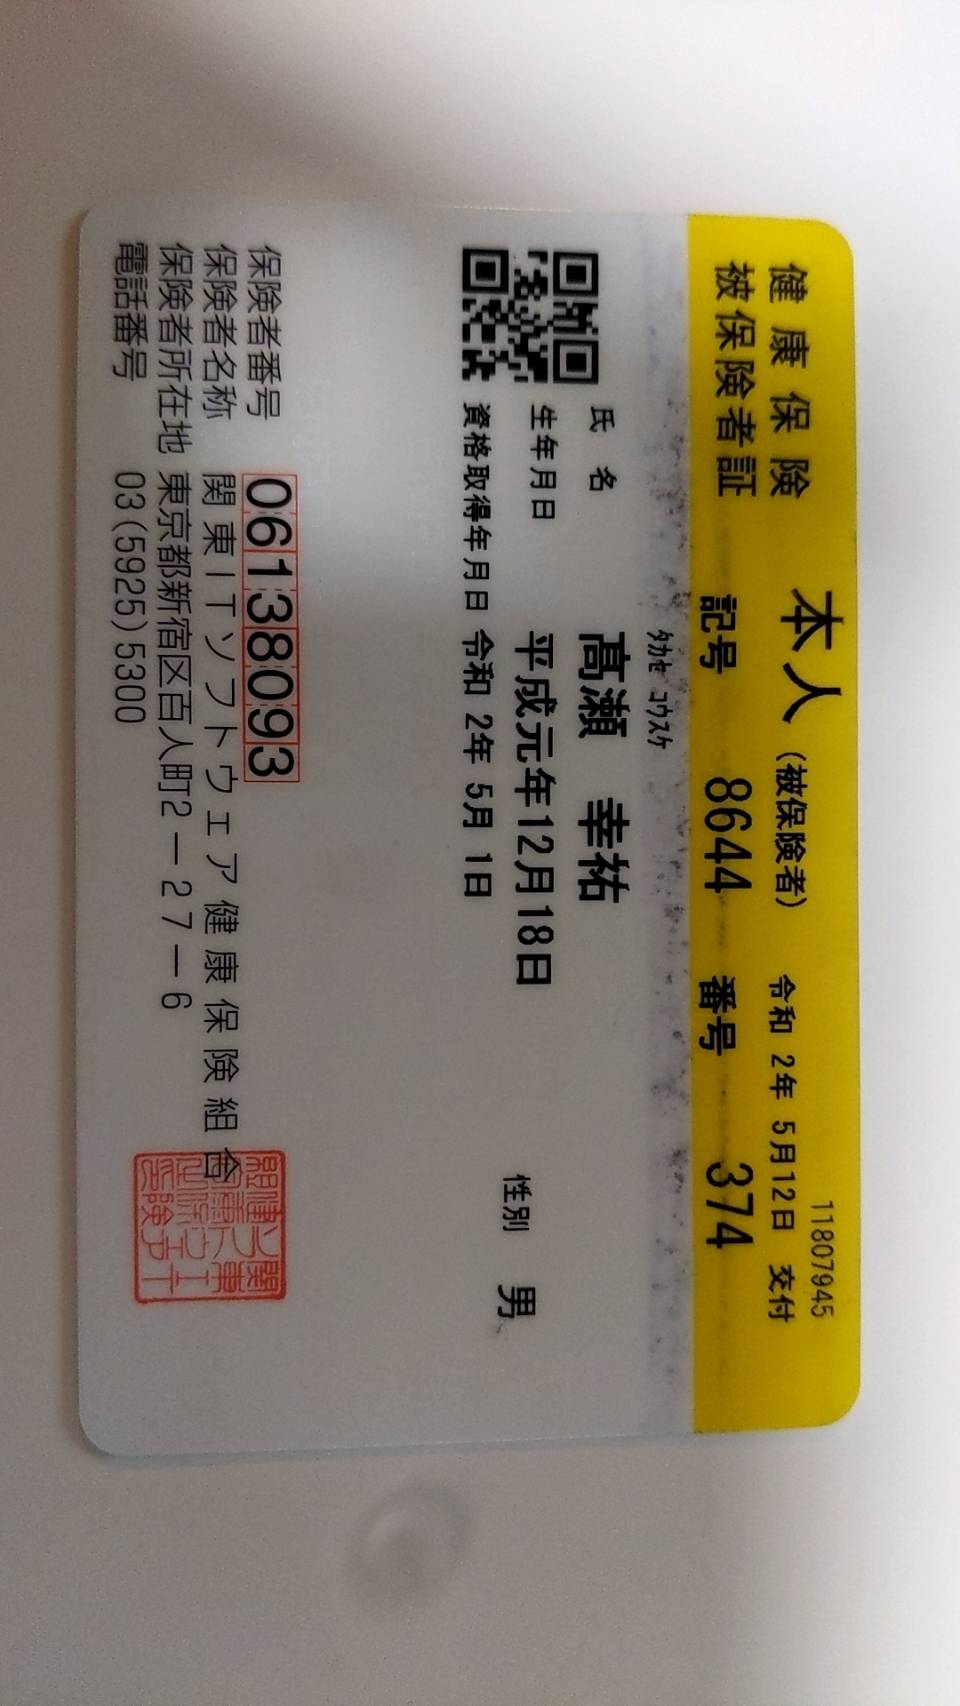 11807945
健康保険 本人(被保険者) 令和 2年 5月12日 交付
被保険者証 記号 8644 番号 374
ﾀｶｾ ｺｳｽｹ
氏名 髙瀬 幸祐
生年月日 平成元年12月18日 性別 男
資格取得年月日 令和 2年 5月 1日
保険者番号 06138093
保険者名称 関東ITソフトウェア健康保険組合
保険者所在地 東京都新宿区百人町2-27-6
電話番号 03(5925)5300